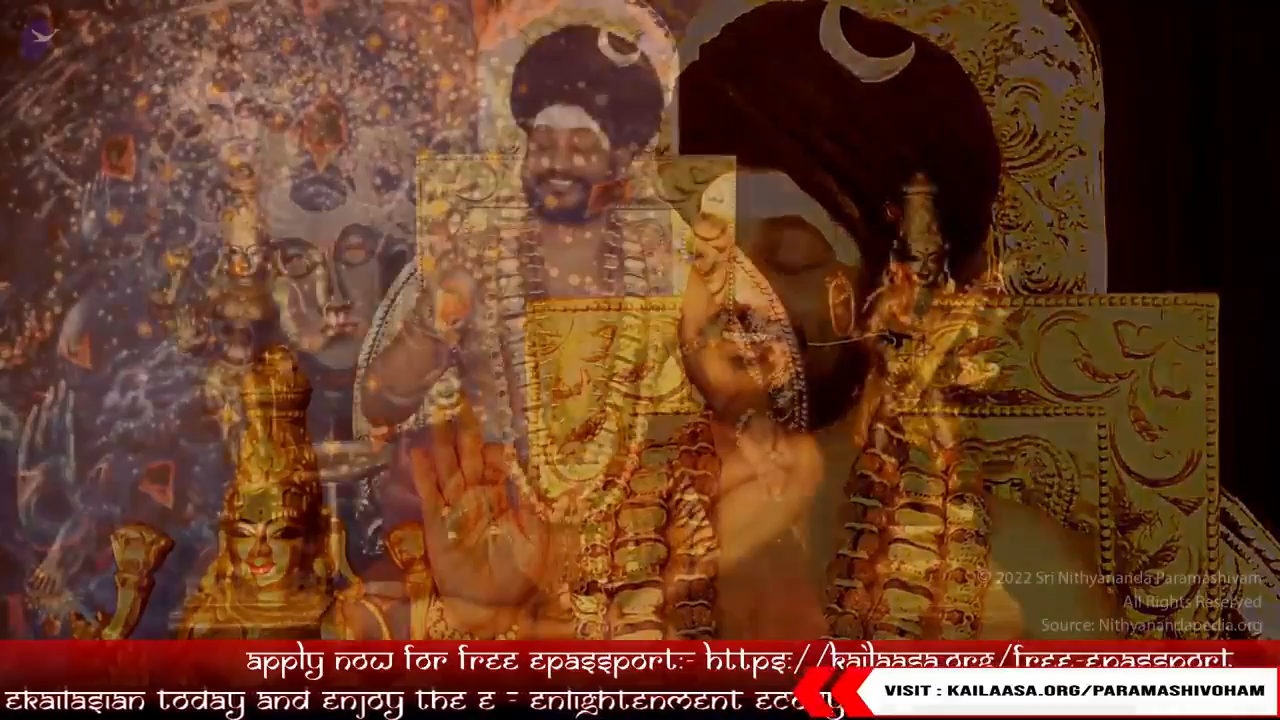 © 2022 Sri Nithyananda Paramashivam
All Rights Reserved
Source: Nithyanandapedia.org
apply now for free epassport:- https://kailaasa.org/free-epassport
ekailasian today and enjoy the e - enlightenment
VISIT : KAILAASA.ORG/PARAMASHIVOHAM